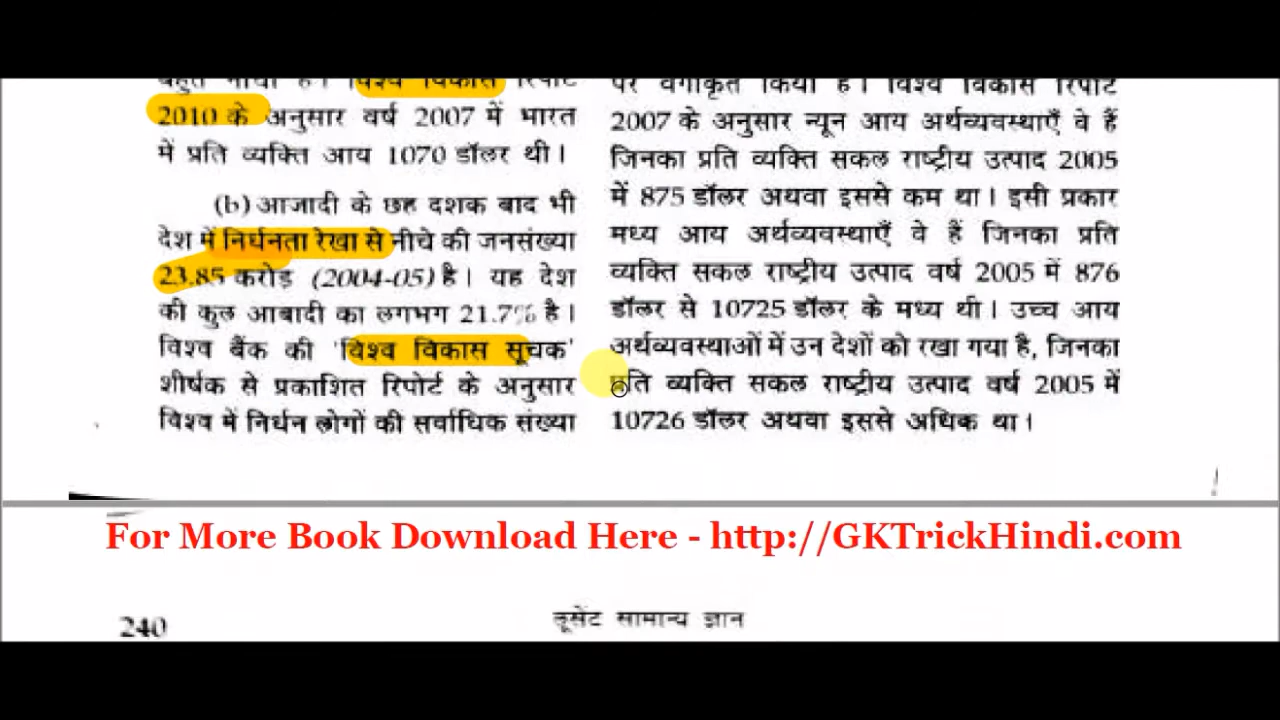 बहुत नीची है। विश्व विकास रिपोर्ट
2010 के अनुसार वर्ष 2007 में भारत
में प्रति व्यक्ति आय 1070 डॉलर थी।
(b) आजादी के छह दशक बाद भी
देश में निर्धनता रेखा से नीचे की जनसंख्या
23.85 करोड़ (2004-05) है। यह देश
की कुल आबादी का लगभग 21.7% है।
विश्व बैंक की 'विश्व विकास सूचक'
शीर्षक से प्रकाशित रिपोर्ट के अनुसार
विश्व में निर्धन लोगों की सर्वाधिक संख्या
पर वर्गीकृत किया है। विश्व विकास रिपोर्ट
2007 के अनुसार न्यून आय अर्थव्यवस्थाएँ वे हैं
जिनका प्रति व्यक्ति सकल राष्ट्रीय उत्पाद 2005
में 875 डॉलर अथवा इससे कम था। इसी प्रकार
मध्य आय अर्थव्यवस्थाएँ वे हैं जिनका प्रति
व्यक्ति सकल राष्ट्रीय उत्पाद वर्ष 2005 में 876
डॉलर से 10725 डॉलर के मध्य थी। उच्च आय
अर्थव्यवस्थाओं में उन देशों को रखा गया है, जिनका
प्रति व्यक्ति सकल राष्ट्रीय उत्पाद वर्ष 2005 में
10726 डॉलर अथवा इससे अधिक था।
For More Book Download Here - http://GKTrickHindi.com
240
लूसेंट सामान्य ज्ञान